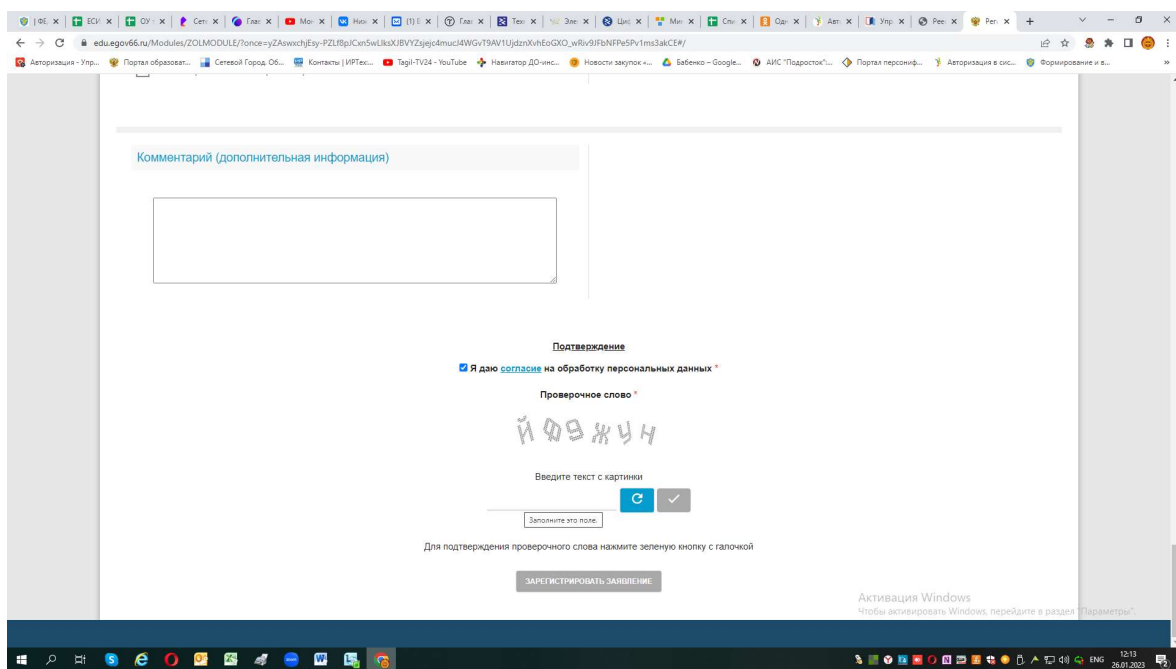 edu.egov66.ru/Modules/ZOLMODULE/?once=yZAswxchjEsy-PZLf8pJCxn5wLlksXJBVYZsjejc4mucJ4WGvT9AV1UjdznXvhEoGXO_wRiv9JFbNFPe5Pv1ms3akCE#/
Авторизация - Упр... Портал образоват... Сетевой Город. Об... Контакты | ИРТех... Tagil-TV24 - YouTube Навигатор ДО-инс... Новости закупок «... Бабенко – Google... АИС "Подросток"... Портал персониф... Авторизация в сис... Формирование и в...
Комментарий (дополнительная информация)
Подтверждение
Я даю согласие на обработку персональных данных *
Проверочное слово *
Введите текст с картинки
Заполните это поле.
Для подтверждения проверочного слова нажмите зеленую кнопку с галочкой
ЗАРЕГИСТРИРОВАТЬ ЗАЯВЛЕНИЕ
Активация Windows
Чтобы активировать Windows, перейдите в раздел "Параметры".
ENG
12:13
26.01.2023